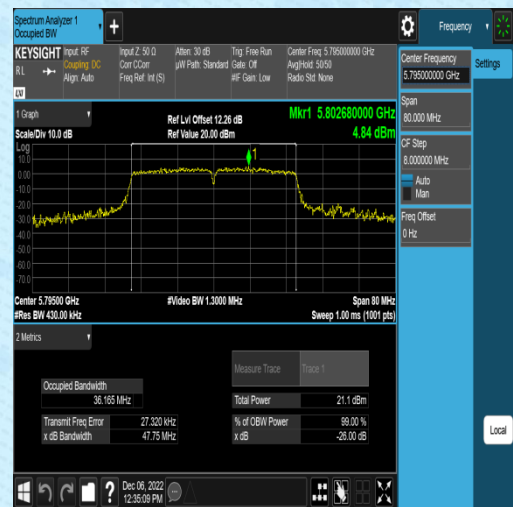 Spectrum Analyzer 1
Occupied BW
+
Frequency
KEYSIGHT
RL
Input: RF
Coupling: DC
Align: Auto
Input Z: 50 Ω
Corr CCorr
Freq Ref: Int (S)
Atten: 30 dB
µW Path: Standard
Trig: Free Run
Gate: Off
#IF Gain: Low
Center Freq: 5.795000000 GHz
Avg|Hold: 50/50
Radio Std: None
LXI
1 Graph
Scale/Div 10.0 dB
Ref Lvl Offset 12.26 dB
Ref Value 20.00 dBm
Mkr1 5.802680000 GHz
4.84 dBm
Log
10.0
0.00
-10.0
-20.0
-30.0
-40.0
-50.0
-60.0
-70.0
1
Center 5.79500 GHz
#Res BW 430.00 kHz
#Video BW 1.3000 MHz
Span 80 MHz
Sweep 1.00 ms (1001 pts)
2 Metrics
Measure Trace
Trace 1
Occupied Bandwidth
36.165 MHz
Total Power
21.1 dBm
Transmit Freq Error
27.320 kHz
% of OBW Power
99.00 %
x dB Bandwidth
47.75 MHz
x dB
-26.00 dB
?
Dec 06, 2022
12:35:09 PM
Center Frequency
5.795000000 GHz
Settings
Span
80.000 MHz
CF Step
8.000000 MHz
Auto
Man
Freq Offset
0 Hz
Local